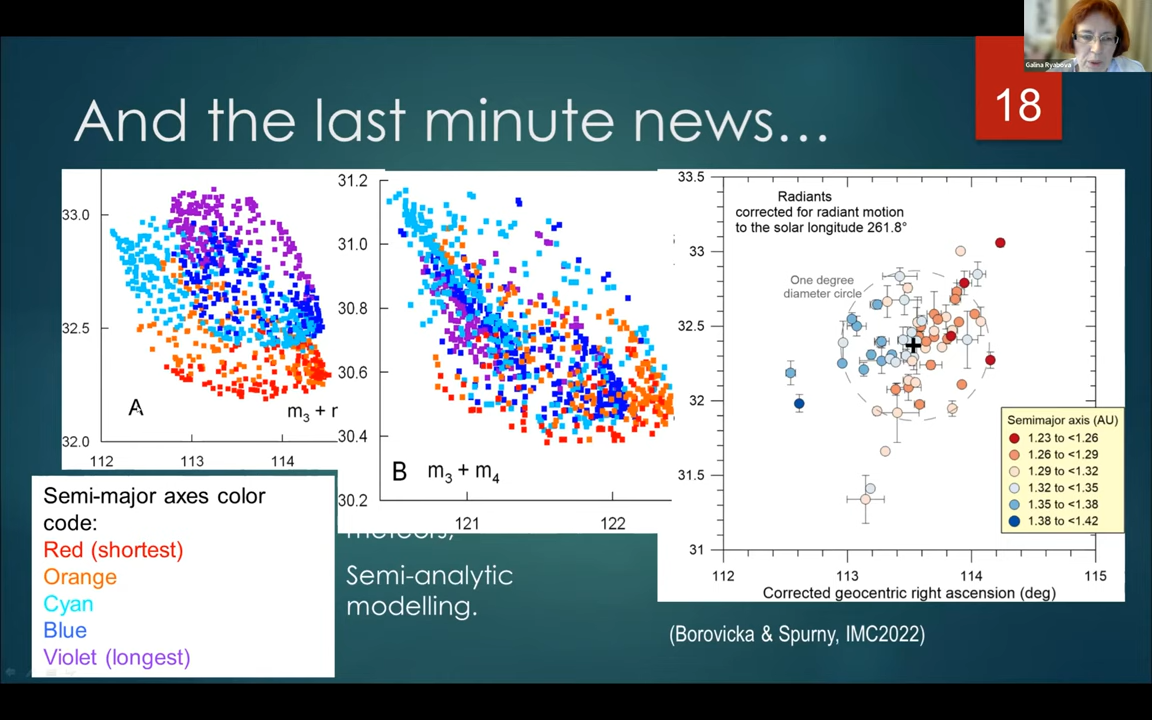 Galina Ryabova
18
And the last minute news…
33.0
32.5
32.0
112
113
114
A
m3 + r
31.2
31.0
30.8
30.6
30.4
30.2
121
122
B
m3 + m4
33.5
33
32.5
32
31.5
31
112
113
114
115
Radiants
corrected for radiant motion
to the solar longitude 261.8°
One degree
diameter circle
Semimajor axis (AU)
1.23 to <1.26
1.26 to <1.29
1.29 to <1.32
1.32 to <1.35
1.35 to <1.38
1.38 to <1.42
Corrected geocentric right ascension (deg)
Semi-major axes color
code:
Red (shortest)
Orange
Cyan
Blue
Violet (longest)
meteors,
Semi-analytic
modelling.
(Borovicka & Spurny, IMC2022)